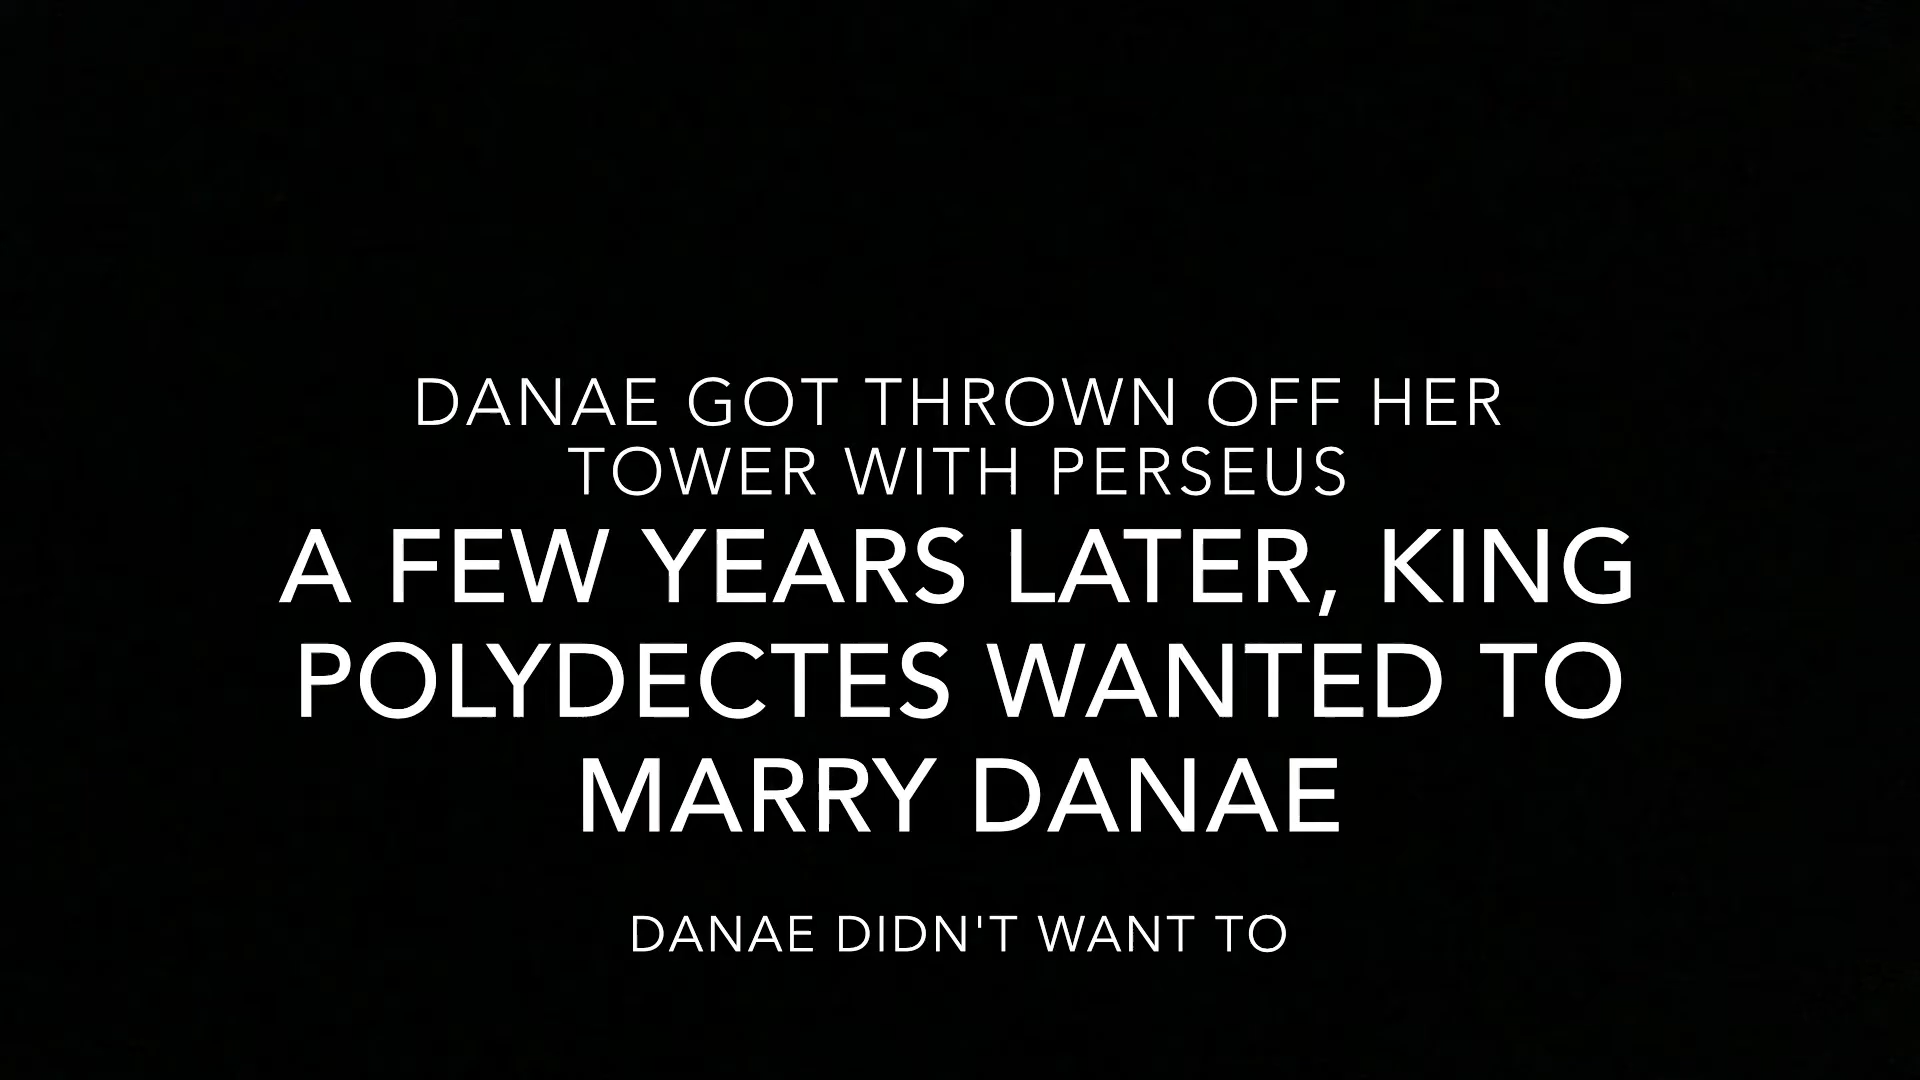 DANAE GOT THROWN OFF HER
TOWER WITH PERSEUS
A FEW YEARS LATER, KING
POLYDECTES WANTED TO
MARRY DANAE
DANAE DIDN'T WANT TO